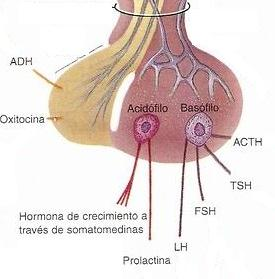 ADH
Acidófilo Basófilo
Oxitocina
ACTH
TSH
Hormona de crecimiento a
través de somatomedinas
FSH
LH
Prolactina